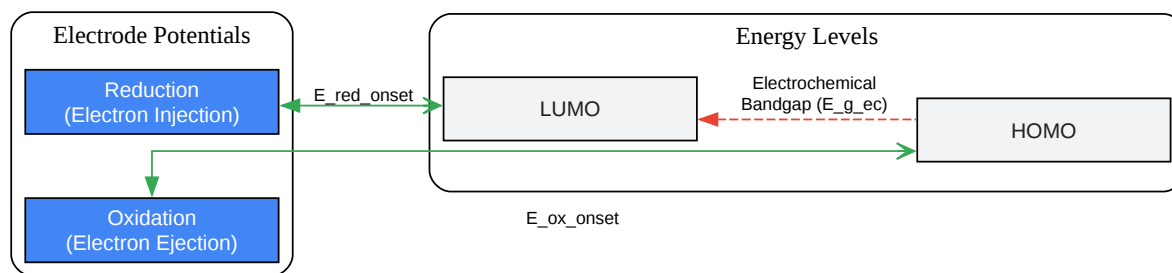 Electrode Potentials
Reduction
(Electron Injection)
Oxidation
(Electron Ejection)
E_red_onset
Energy Levels
LUMO
Electrochemical
Bandgap (E_g_ec)
HOMO
E_ox_onset